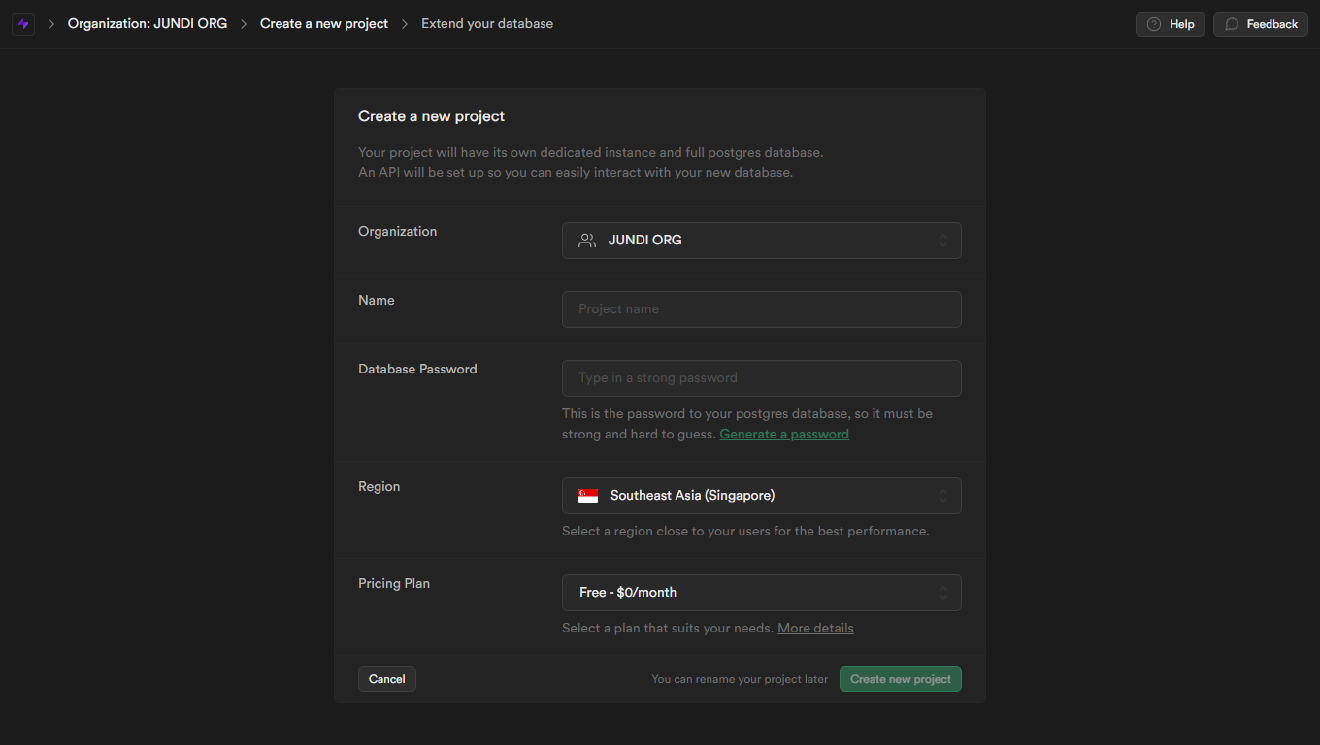 Organization: JUNDI ORG
Create a new project
Extend your database
Help
Feedback
Create a new project
Your project will have its own dedicated instance and full postgres database.
An API will be set up so you can easily interact with your new database.
Organization
JUNDI ORG
Name
Project name
Database Password
Type in a strong password
This is the password to your postgres database, so it must be
strong and hard to guess. Generate a password
Region
Southeast Asia (Singapore)
Select a region close to your users for the best performance.
Pricing Plan
Free - $0/month
Select a plan that suits your needs. More details
Cancel
You can rename your project later
Create new project